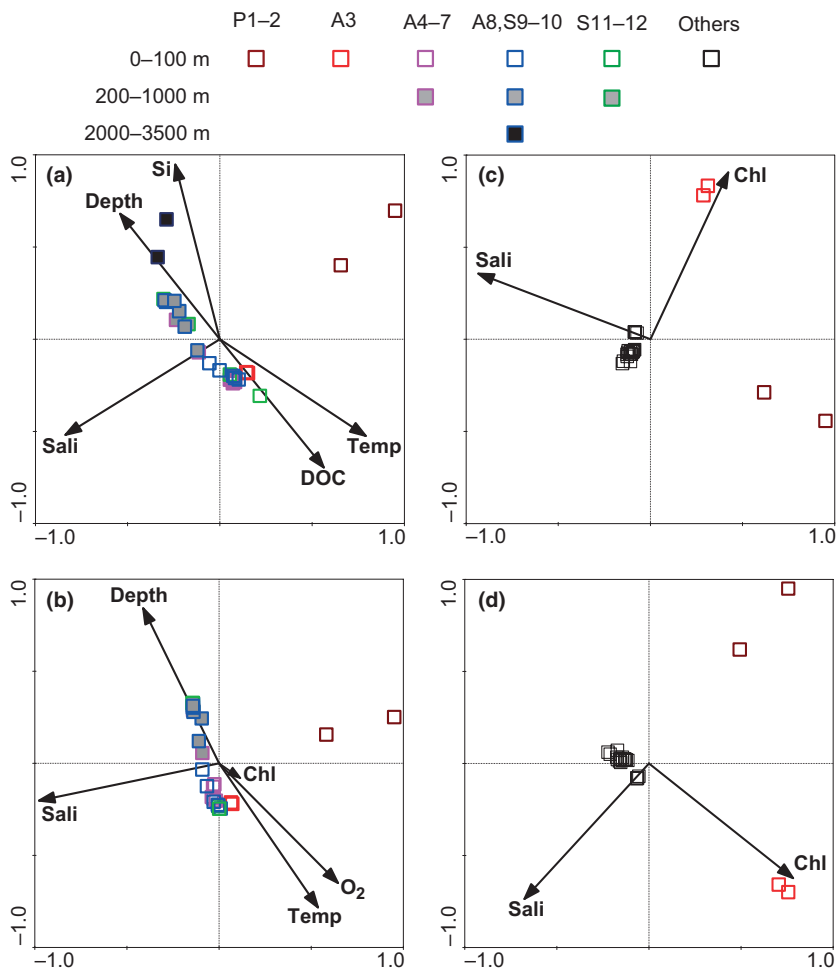 P1–2 A3 A4–7 A8,S9–10 S11–12 Others
0–100 m
200–1000 m
2000–3500 m
(a)
1.0
Si
Depth
Sali
Temp
DOC
-1.0
–1.0 1.0
(c)
1.0
Chl
Sali
-1.0
–1.0 1.0
(b)
1.0
Depth
Chl
Sali
O2
Temp
-1.0
–1.0 1.0
(d)
1.0
Chl
Sali
-1.0
–1.0 1.0